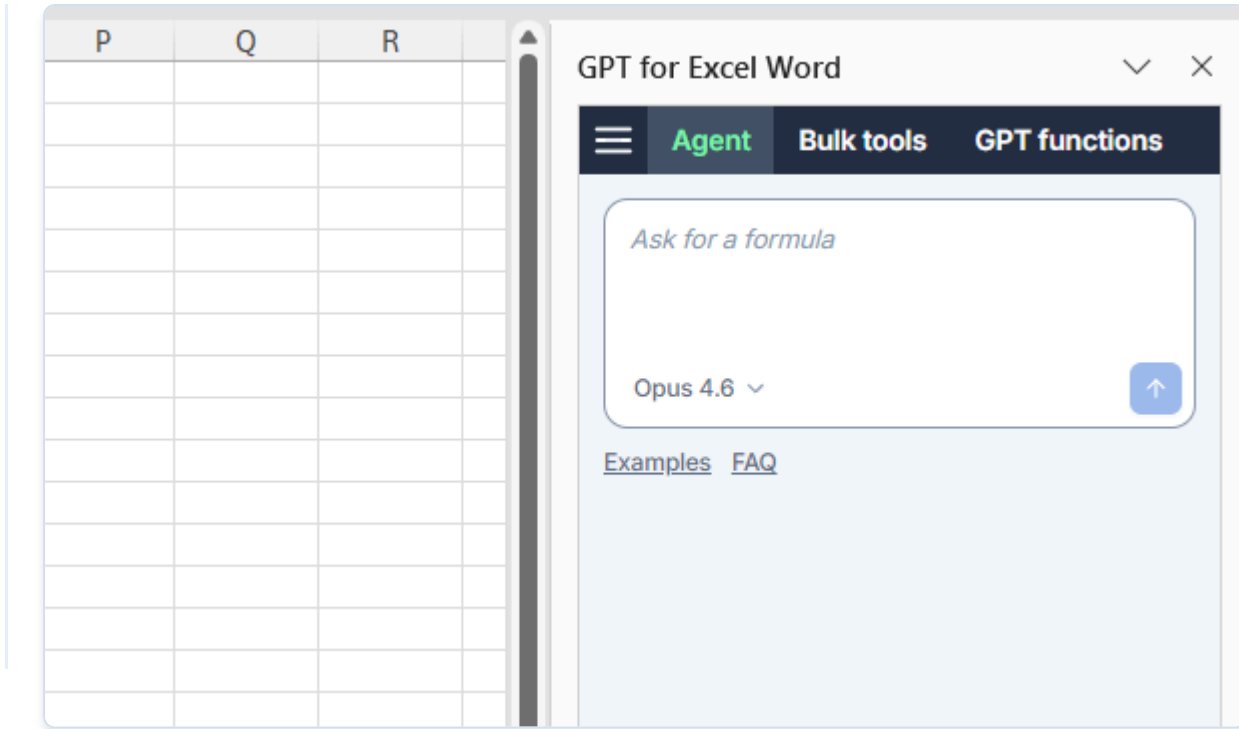 P Q R
GPT for Excel Word
Agent Bulk tools GPT functions
Ask for a formula
Opus 4.6
Examples FAQ